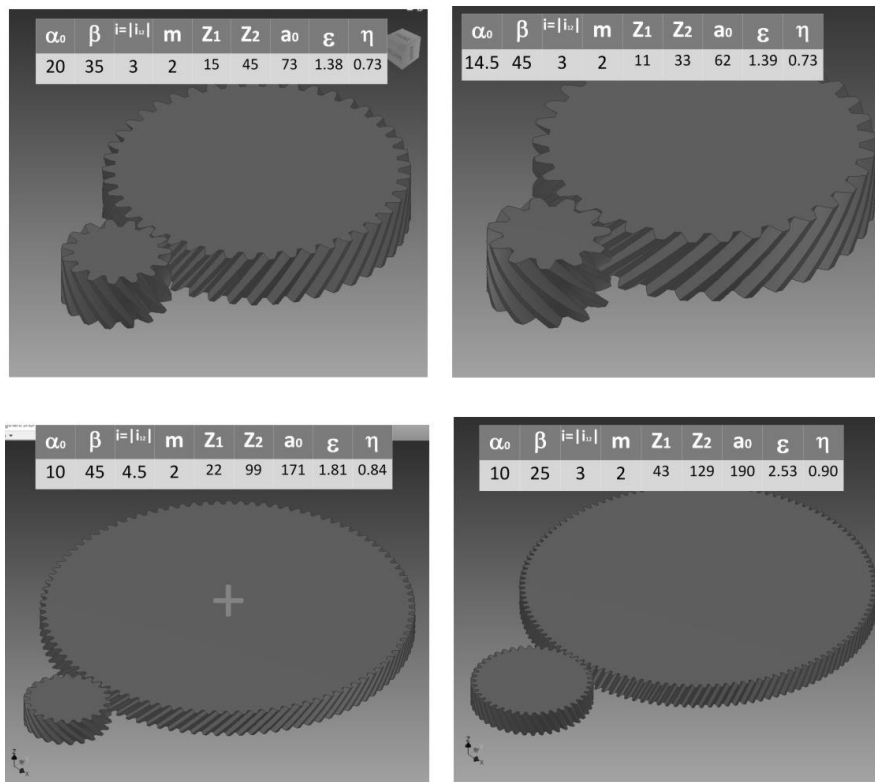 α₀ β i=|i₁₂| m Z₁ Z₂ a₀ ε η
20 35 3 2 15 45 73 1.38 0.73
α₀ β i=|i₁₂| m Z₁ Z₂ a₀ ε η
14.5 45 3 2 11 33 62 1.39 0.73
α₀ β i=|i₁₂| m Z₁ Z₂ a₀ ε η
10 45 4.5 2 22 99 171 1.81 0.84
α₀ β i=|i₁₂| m Z₁ Z₂ a₀ ε η
10 25 3 2 43 129 190 2.53 0.90